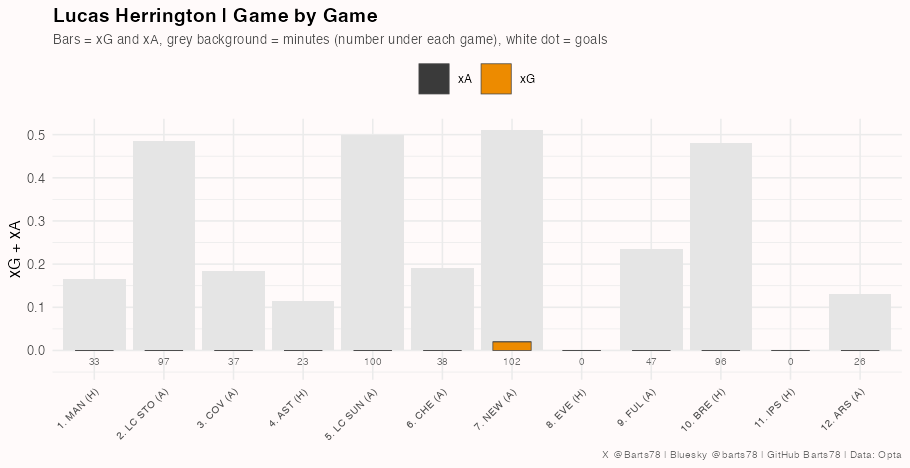 Lucas Herrington | Game by Game
Bars = xG and xA, grey background = minutes (number under each game), white dot = goals
xA xG
xG + xA
0.5
0.4
0.3
0.2
0.1
0.0
33 97 37 23 100 38 102 0 47 96 0 26
1. MAN (H)
2. LC STO (A)
3. COV (A)
4. AST (H)
5. LC SUN (A)
6. CHE (A)
7. NEW (A)
8. EVE (H)
9. FUL (A)
10. BRE (H)
11. IPS (H)
12. ARS (A)
X @Barts78 | Bluesky @barts78 | GitHub Barts78 | Data: Opta